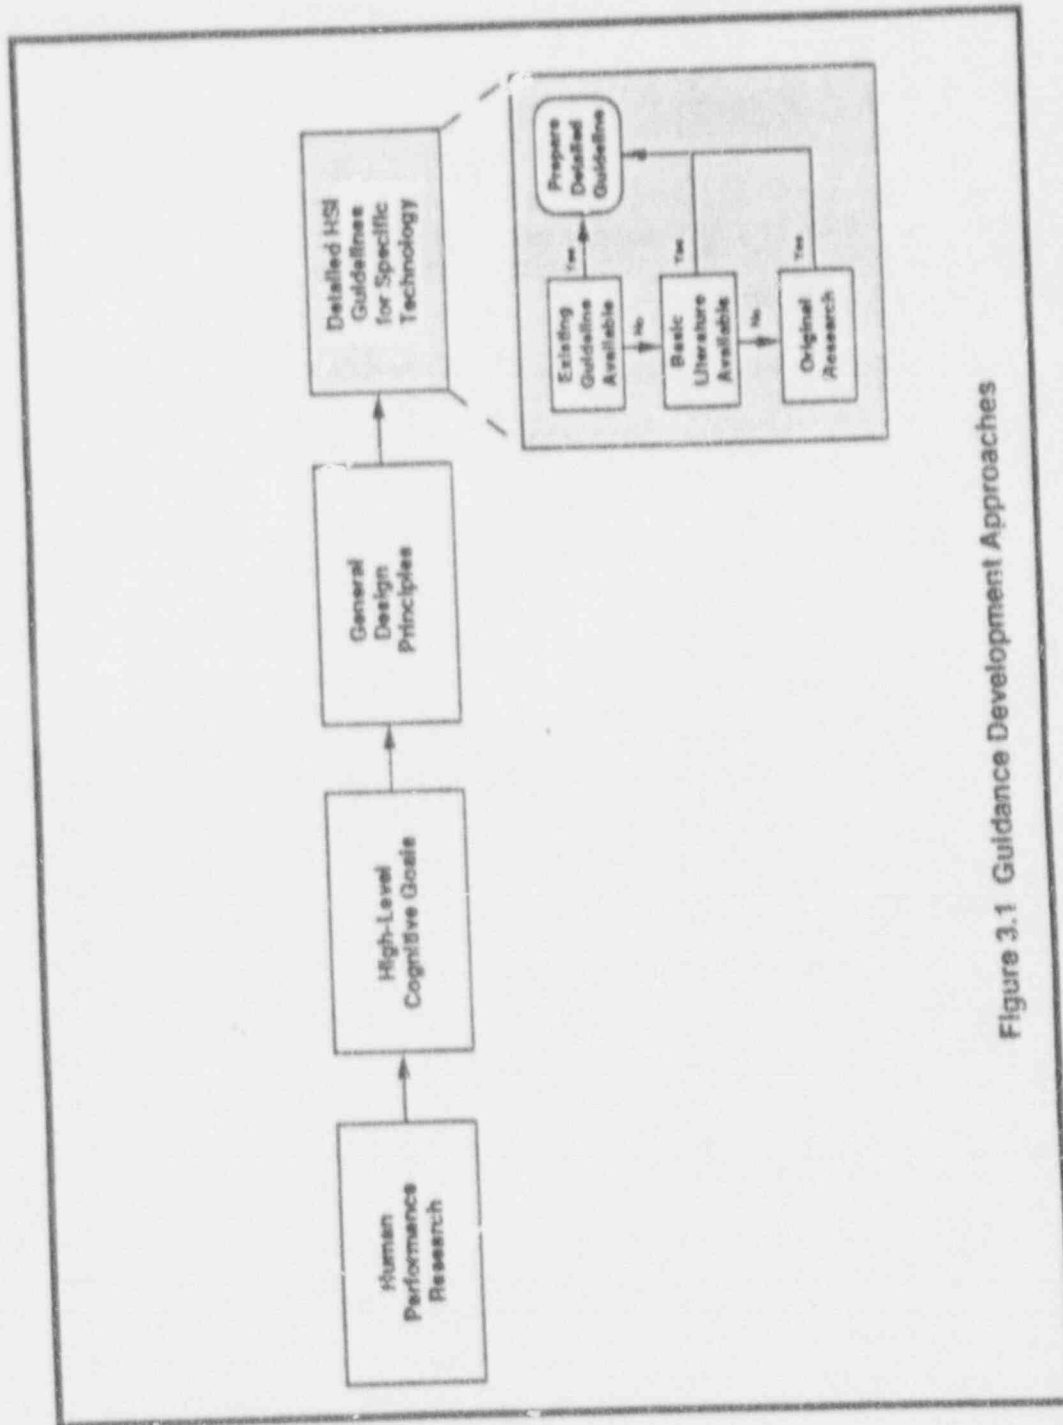 Human
Performance
Research
High-Level
Cognitive Goals
General
Design
Principles
Detailed HSI
Guidelines
for Specific
Technology
Existing
Guideline
Available
Yes
Prepare
Detailed
Guideline
No
Basic
Literature
Available
Yes
No
Original
Research
Yes
Figure 3.1 Guidance Development Approaches